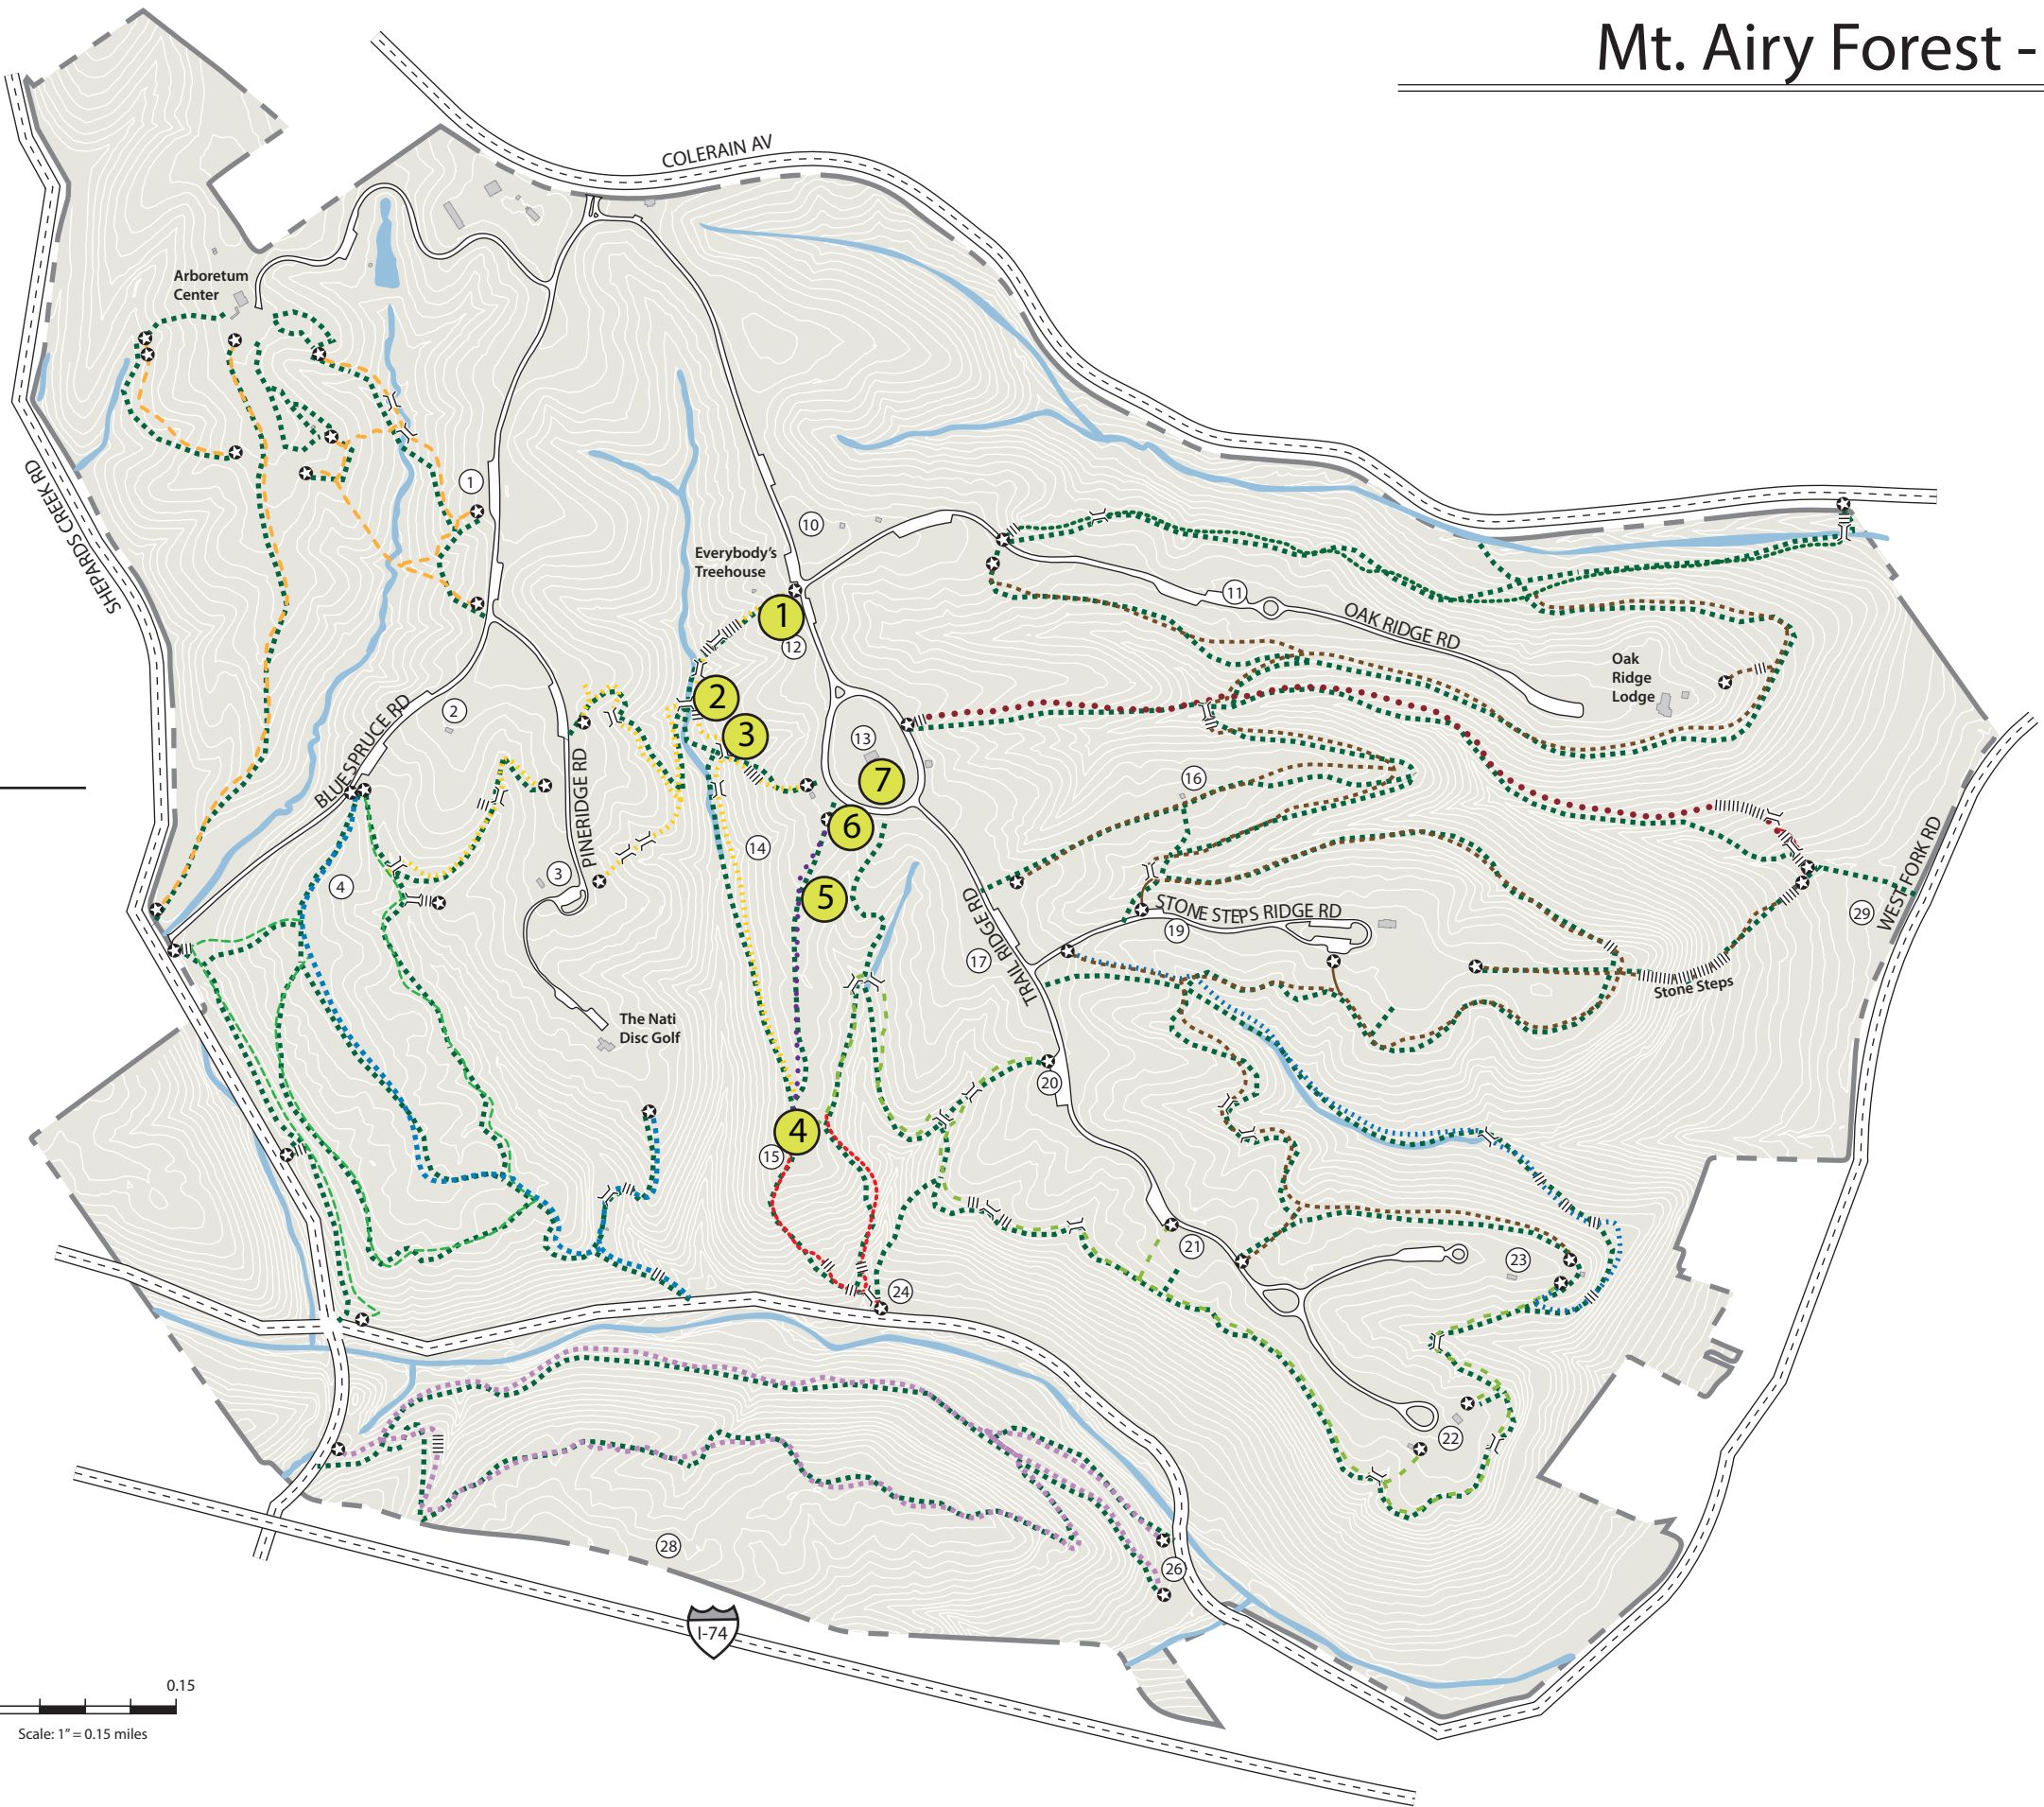 Mt. Airy Forest -
COLERAIN AV
Arboretum
Center
SHEPARDS CREEK RD
1
10
Everybody's
Treehouse
1
12
11
OAK RIDGE RD
Oak
Ridge
Lodge
2
BLUE SPRUCE RD
2
3
13
7
16
PINERIDGE RD
6
14
3
4
5
TRAIL RIDGE RD
STONE STEPS RIDGE RD
19
17
29
WEST FORK RD
Stone Steps
The Nati
Disc Golf
20
4
15
21
23
24
22
28
26
I-74
0.15
Scale: 1" = 0.15 miles